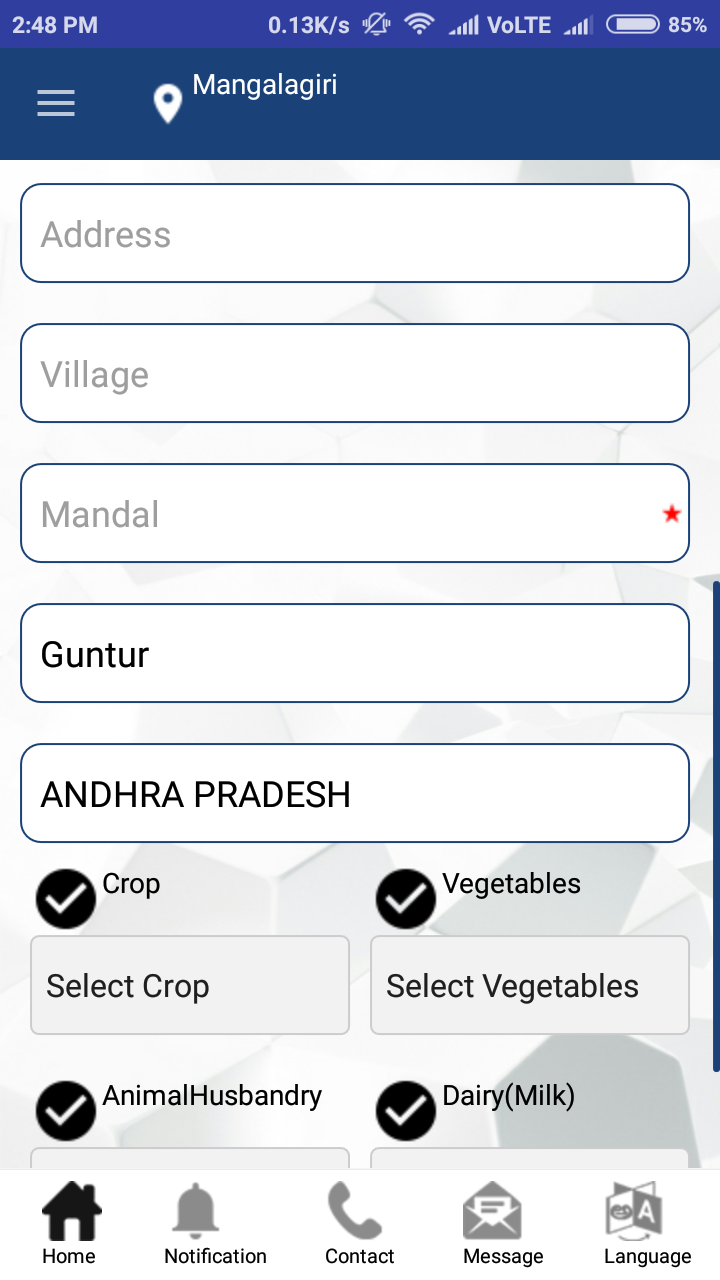 2:48 PM 0.13K/s VoLTE 85%
Mangalagiri
Address
Village
Mandal
Guntur
ANDHRA PRADESH
Crop Vegetables
Select Crop Select Vegetables
AnimalHusbandry Dairy(Milk)
Home Notification Contact Message Language